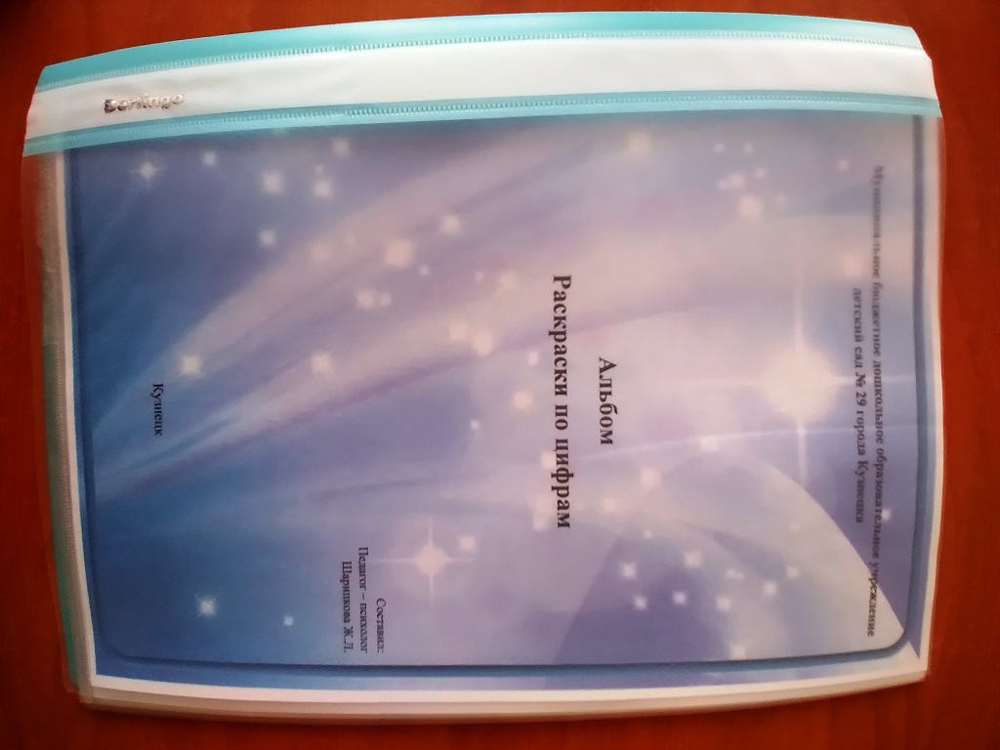 Муниципальное бюджетное дошкольное образовательное учреждение
детский сад № 29 города Кузнецка
Альбом
Раскраски по цифрам
Составил:
Педагог – психолог
Шарипкова Ж.Л.
Кузнецк
Berlingo